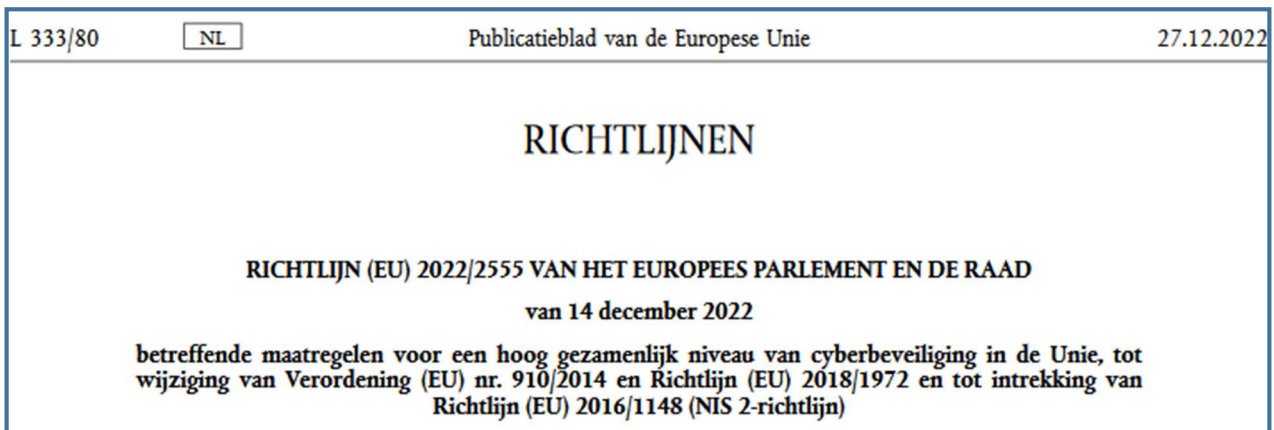 L 333/80 NL Publicatieblad van de Europese Unie 27.12.2022
RICHTLIJNEN
RICHTLIJN (EU) 2022/2555 VAN HET EUROPEES PARLEMENT EN DE RAAD
van 14 december 2022
betreffende maatregelen voor een hoog gezamenlijk niveau van cyberbeveiliging in de Unie, tot
wijziging van Verordening (EU) nr. 910/2014 en Richtlijn (EU) 2018/1972 en tot intrekking van
Richtlijn (EU) 2016/1148 (NIS 2-richtlijn)